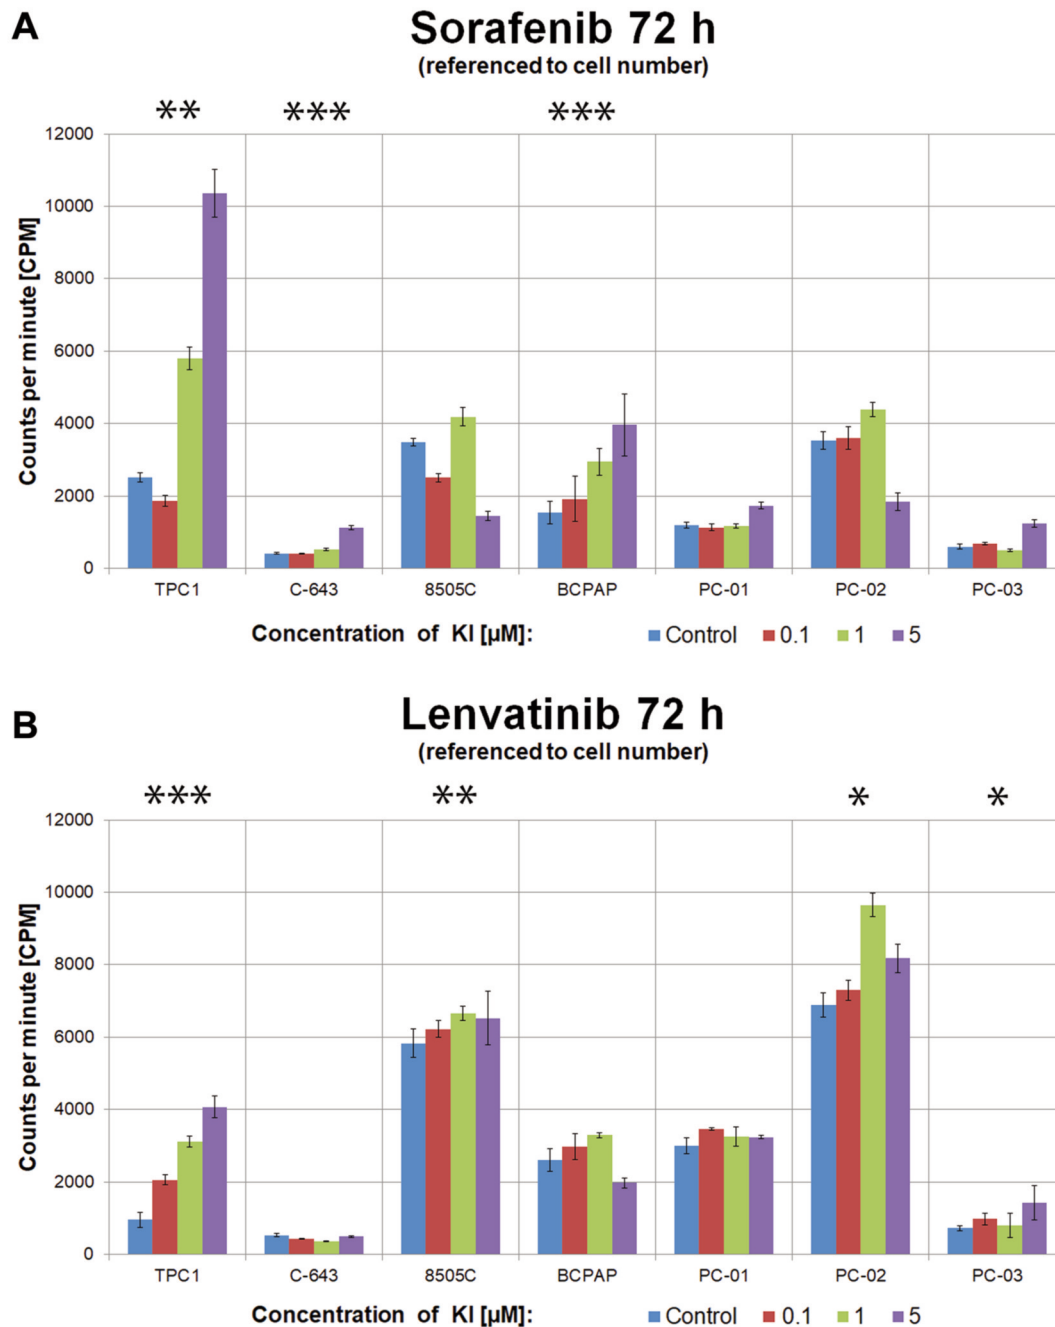 A
Sorafenib 72 h
(referenced to cell number)
** *** ***
Counts per minute [CPM]
12000
10000
8000
6000
4000
2000
0
TPC1 C-643 8505C BCPAP PC-01 PC-02 PC-03
Concentration of KI [µM]: Control 0.1 1 5
B
Lenvatinib 72 h
(referenced to cell number)
*** ** * *
Counts per minute [CPM]
12000
10000
8000
6000
4000
2000
0
TPC1 C-643 8505C BCPAP PC-01 PC-02 PC-03
Concentration of KI [µM]: Control 0.1 1 5